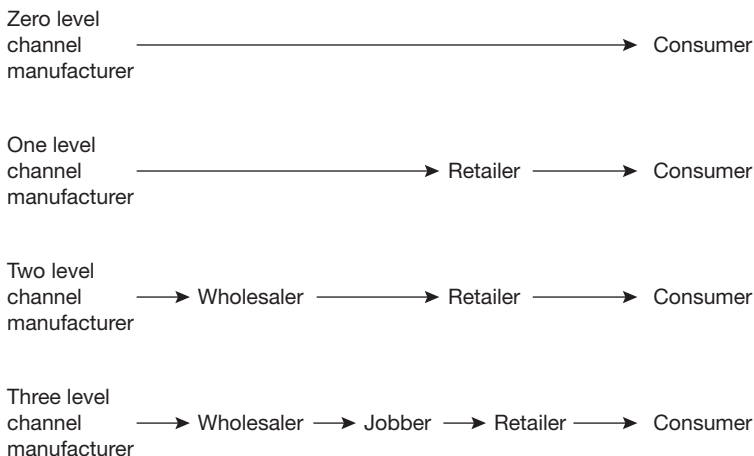 Zero level
channel
manufacturer
Consumer
One level
channel
manufacturer
Retailer
Consumer
Two level
channel
manufacturer
Wholesaler
Retailer
Consumer
Three level
channel
manufacturer
Wholesaler
Jobber
Retailer
Consumer